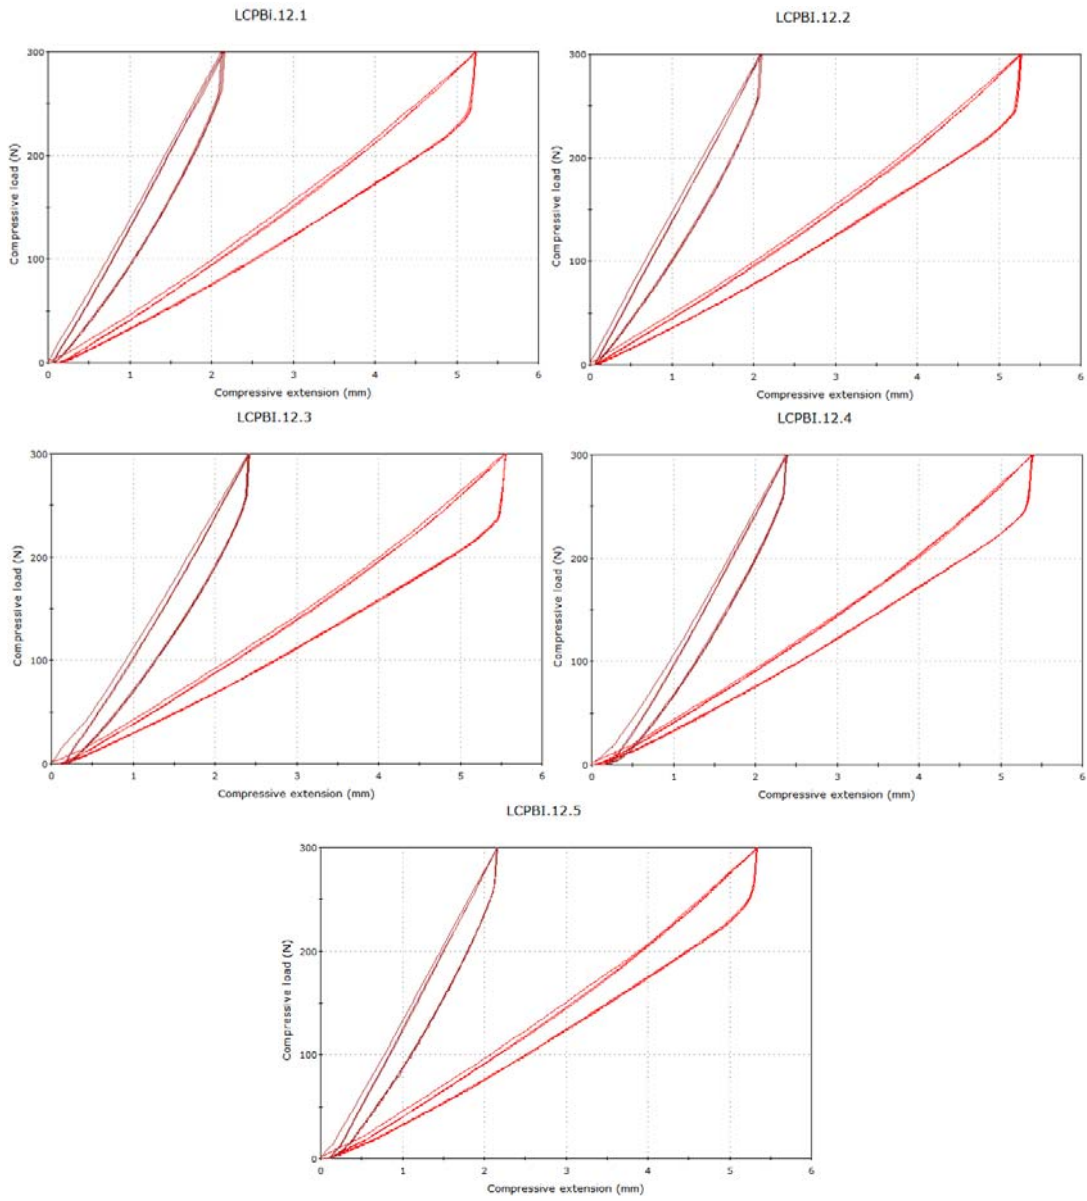 LCPBi.12.1
LCPBI.12.2
300
200
100
0
Compressive load (N)
0 1 2 3 4 5 6
Compressive extension (mm)
300
200
100
0
Compressive load (N)
0 1 2 3 4 5 6
Compressive extension (mm)
LCPBI.12.3
LCPBI.12.4
300
200
100
0
Compressive load (N)
0 1 2 3 4 5 6
Compressive extension (mm)
300
200
100
0
Compressive load (N)
0 1 2 3 4 5 6
Compressive extension (mm)
LCPBI.12.5
300
200
100
0
Compressive load (N)
0 1 2 3 4 5 6
Compressive extension (mm)